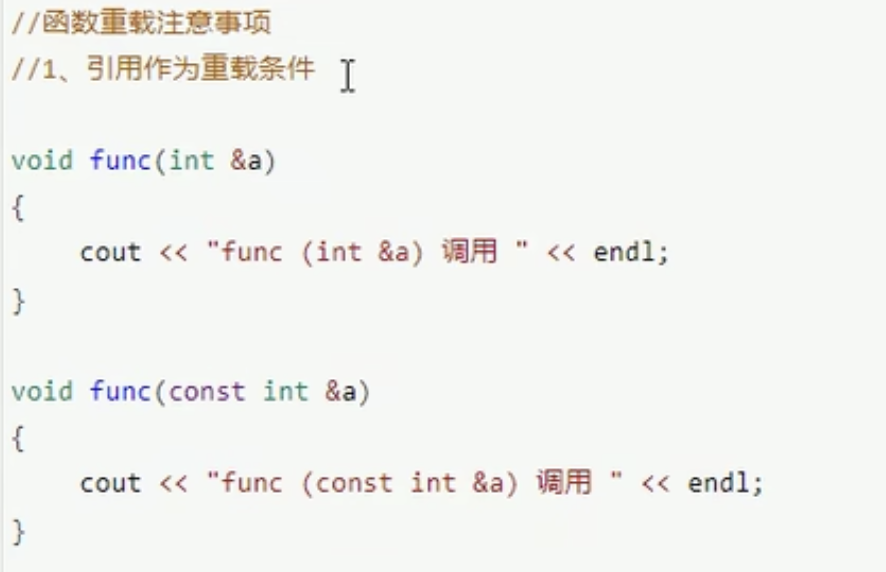 //函数重载注意事项
//1、引用作为重载条件
void func(int &a)
{
cout << "func (int &a) 调用 " << endl;
}
void func(const int &a)
{
cout << "func (const int &a) 调用 " << endl;
}